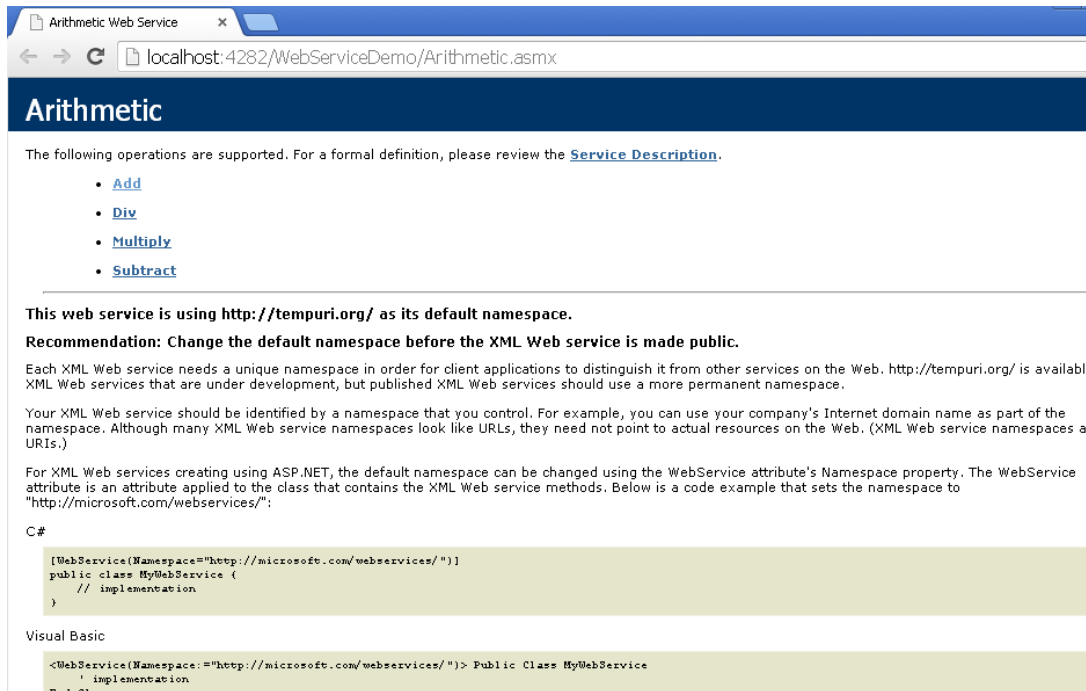 Arithmetic Web Service
localhost:4282/WebServiceDemo/Arithmetic.asmx
Arithmetic
The following operations are supported. For a formal definition, please review the Service Description.
• Add
• Div
• Multiply
• Subtract
This web service is using http://tempuri.org/ as its default namespace.
Recommendation: Change the default namespace before the XML Web service is made public.
Each XML Web service needs a unique namespace in order for client applications to distinguish it from other services on the Web. http://tempuri.org/ is availabl
XML Web services that are under development, but published XML Web services should use a more permanent namespace.
Your XML Web service should be identified by a namespace that you control. For example, you can use your company's Internet domain name as part of the
namespace. Although many XML Web service namespaces look like URLs, they need not point to actual resources on the Web. (XML Web service namespaces a
URIs.)
For XML Web services creating using ASP.NET, the default namespace can be changed using the WebService attribute's Namespace property. The WebService
attribute is an attribute applied to the class that contains the XML Web service methods. Below is a code example that sets the namespace to
"http://microsoft.com/webservices/":
C#
[WebService(Namespace="http://microsoft.com/webservices/")]
public class MyWebService {
// implementation
}
Visual Basic
<WebService(Namespace:="http://microsoft.com/webservices/")> Public Class MyWebService
' implementation